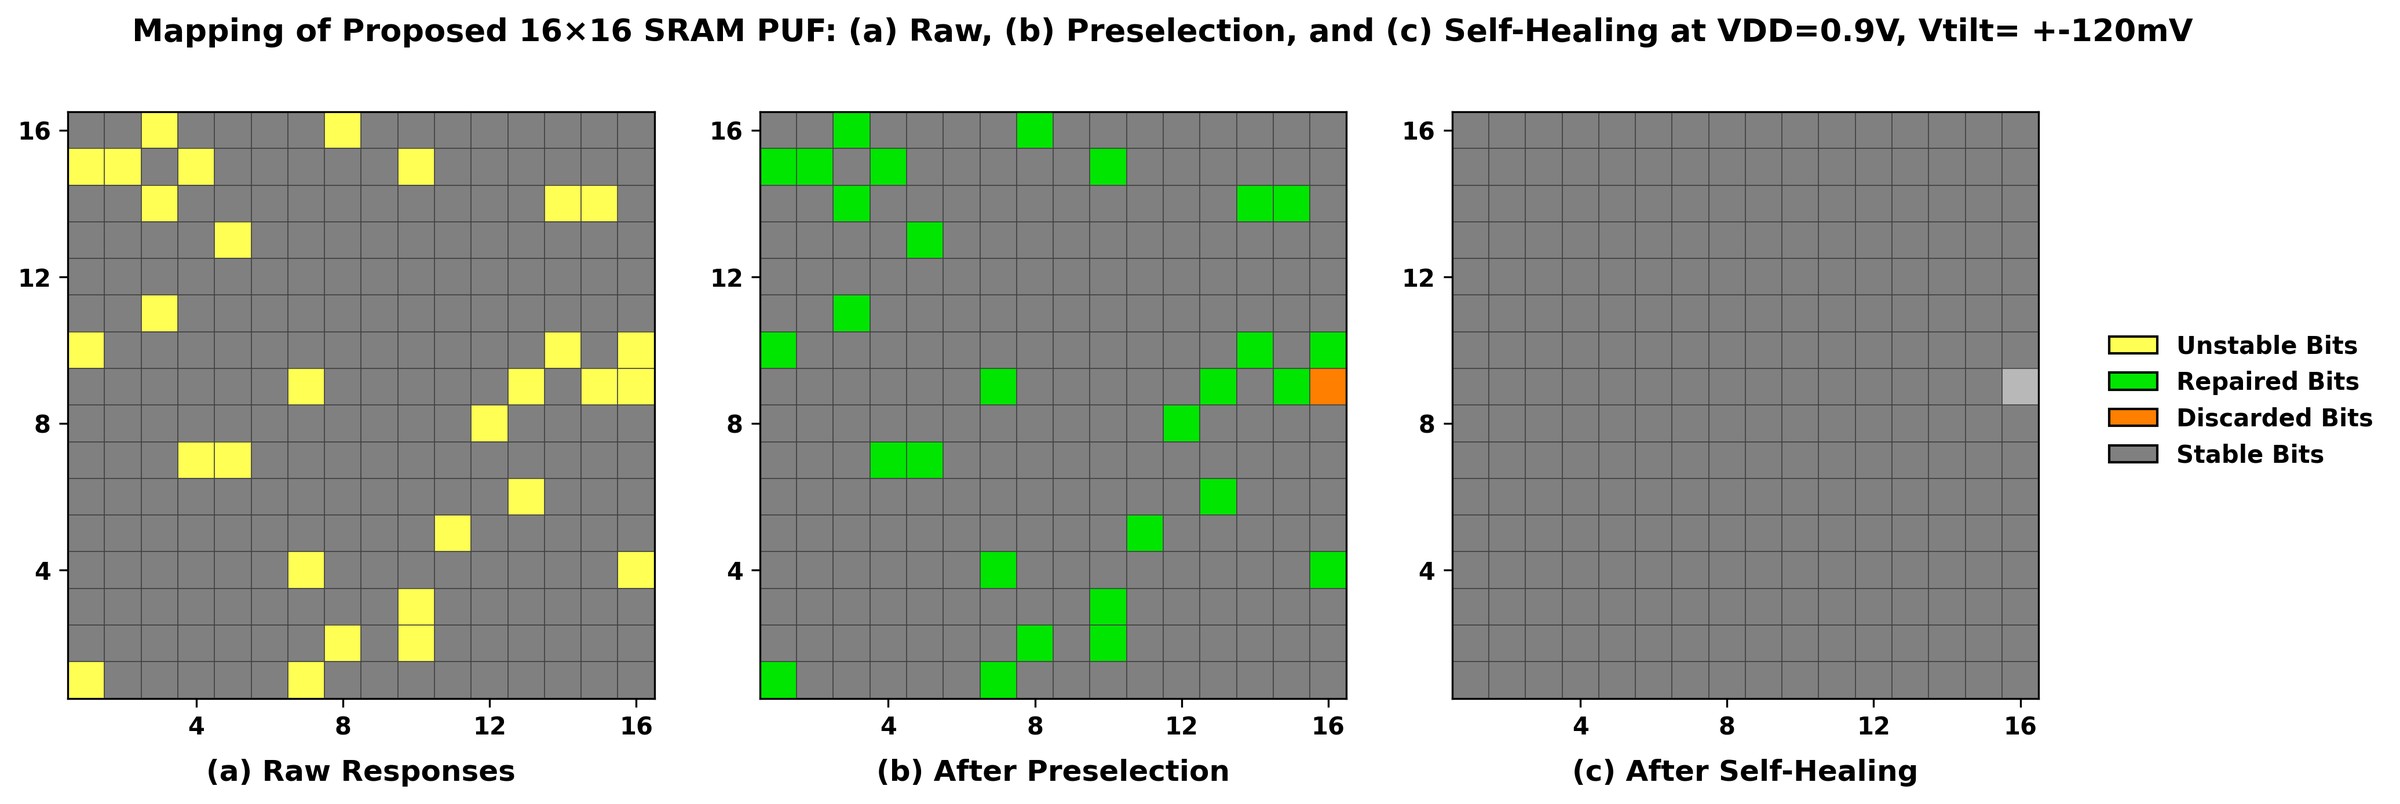 Mapping of Proposed 16×16 SRAM PUF: (a) Raw, (b) Preselection, and (c) Self-Healing at VDD=0.9V, Vtilt= +-120mV
16
12
8
4
4 8 12 16
(a) Raw Responses
16
12
8
4
4 8 12 16
(b) After Preselection
16
12
8
4
4 8 12 16
(c) After Self-Healing
Unstable Bits
Repaired Bits
Discarded Bits
Stable Bits